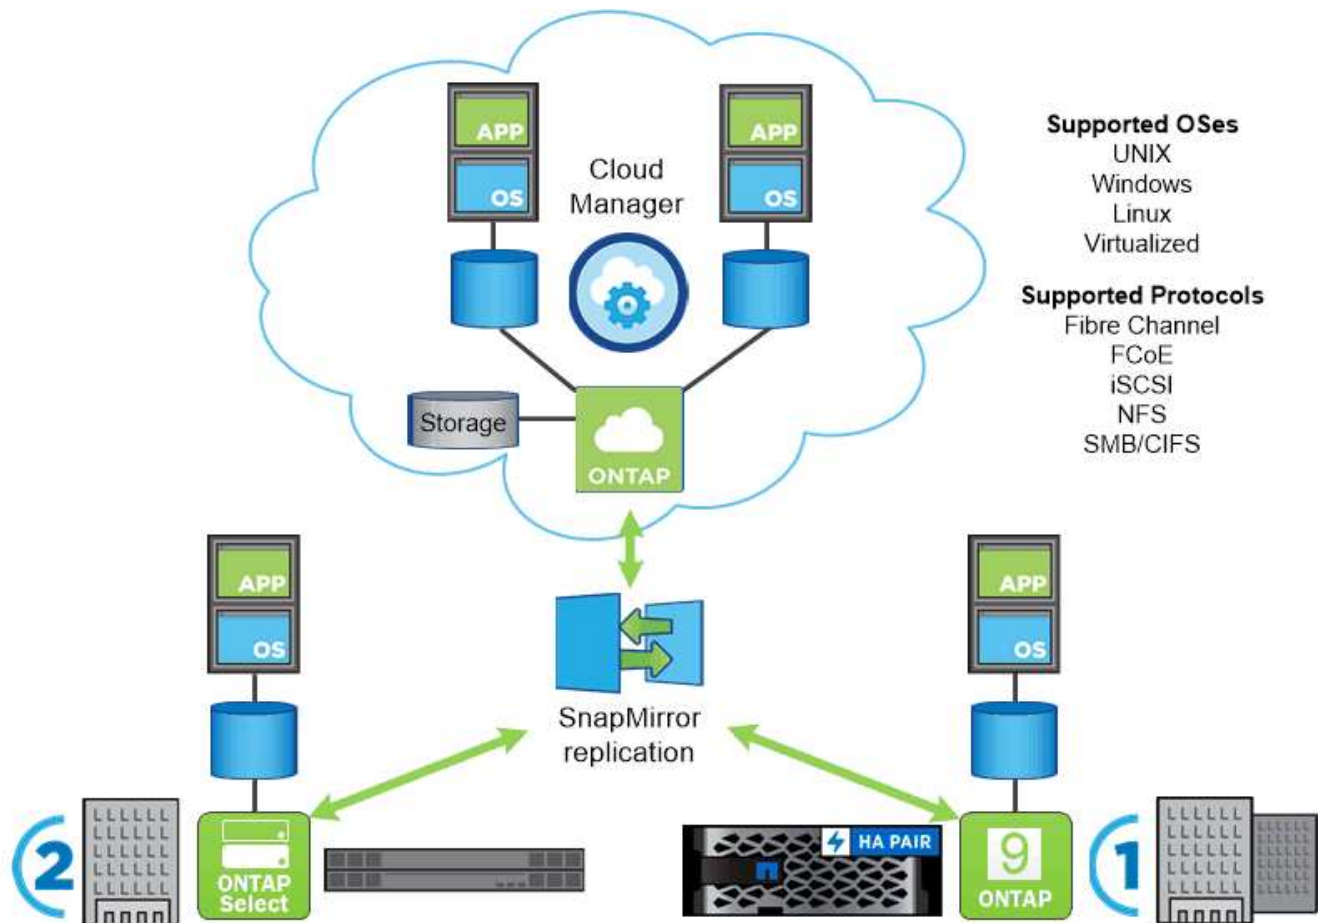 APP
OS
Cloud
Manager
APP
OS
Storage
ONTAP
Supported OSes
UNIX
Windows
Linux
Virtualized
Supported Protocols
Fibre Channel
FCoE
iSCSI
NFS
SMB/CIFS
APP
OS
SnapMirror
replication
APP
OS
2
ONTAP
Select
HA PAIR
9
ONTAP
1